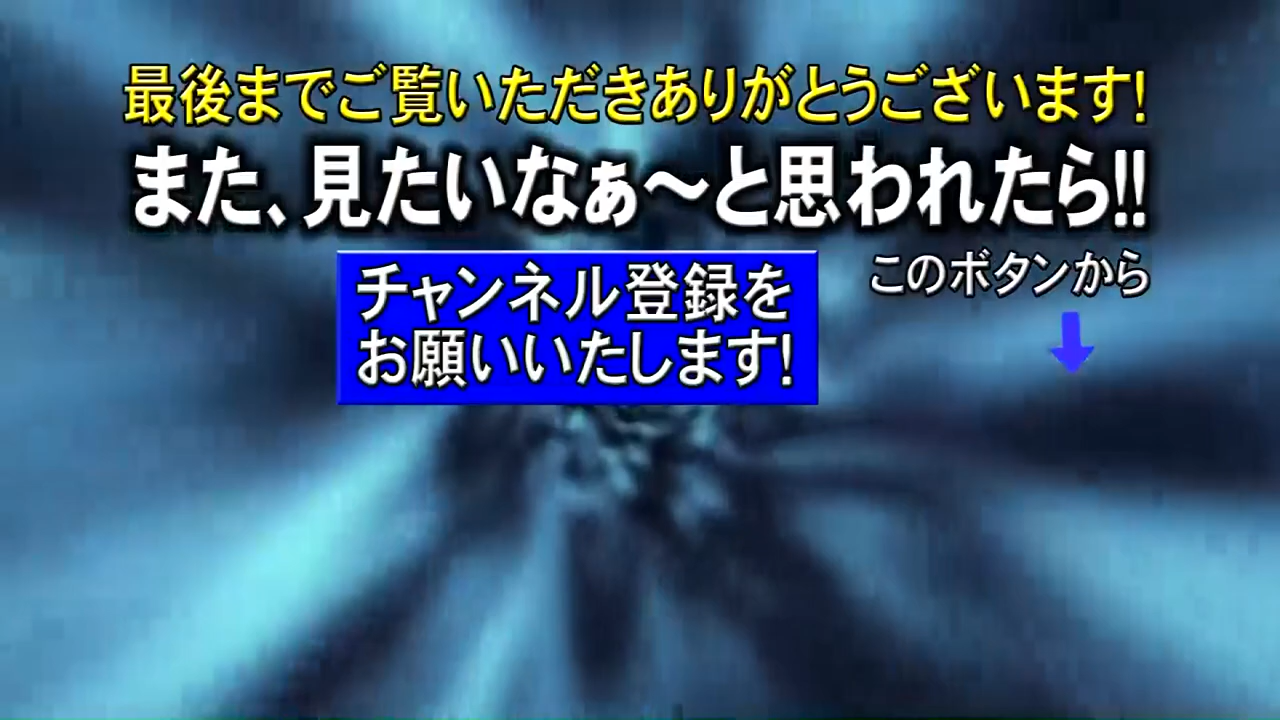 最後までご覧いただきありがとうございます!
また、見たいなぁ～と思われたら!!
このボタンから
チャンネル登録を
お願いいたします!